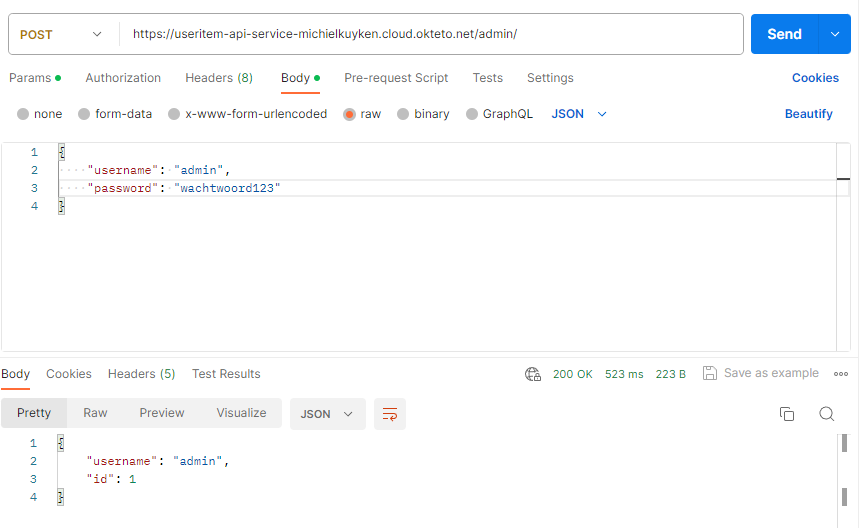 POST https://useritem-api-service-michielkuyken.cloud.okteto.net/admin/ Send
Params Authorization Headers (8) Body Pre-request Script Tests Settings Cookies
none form-data x-www-form-urlencoded raw binary GraphQL JSON Beautify
1 {
2 "username": "admin",
3 "password": "wachtwoord123"
4 }
Body Cookies Headers (5) Test Results 200 OK 523 ms 223 B Save as example
Pretty Raw Preview Visualize JSON
1 {
2 "username": "admin",
3 "id": 1
4 }